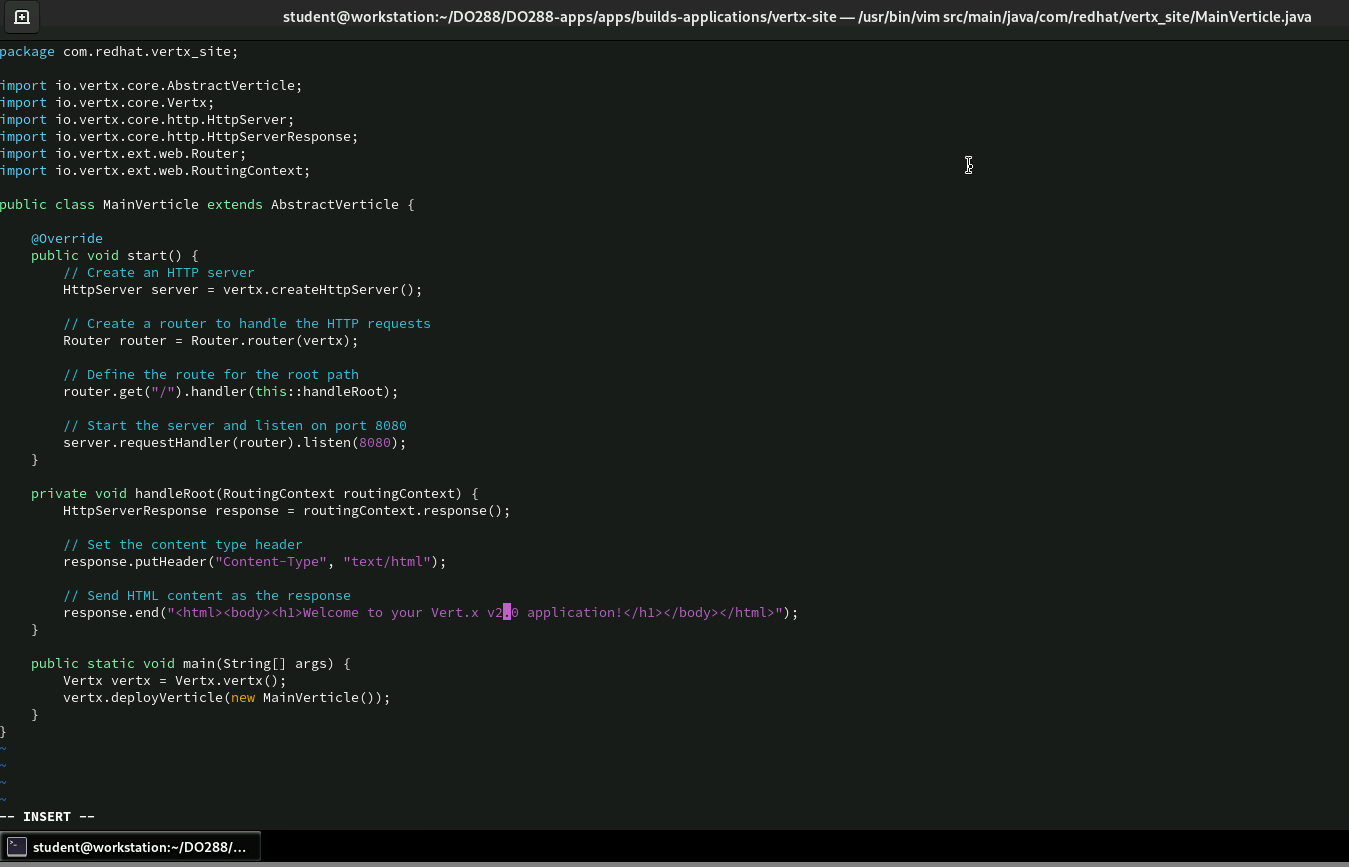 student@workstation:~/DO288/DO288-apps/apps/builds-applications/vertx-site — /usr/bin/vim src/main/java/com/redhat/vertx_site/MainVerticle.java
package com.redhat.vertx_site;

import io.vertx.core.AbstractVerticle;
import io.vertx.core.Vertx;
import io.vertx.core.http.HttpServer;
import io.vertx.core.http.HttpServerResponse;
import io.vertx.ext.web.Router;
import io.vertx.ext.web.RoutingContext;

public class MainVerticle extends AbstractVerticle {

    @Override
    public void start() {
        // Create an HTTP server
        HttpServer server = vertx.createHttpServer();

        // Create a router to handle the HTTP requests
        Router router = Router.router(vertx);

        // Define the route for the root path
        router.get("/").handler(this::handleRoot);

        // Start the server and listen on port 8080
        server.requestHandler(router).listen(8080);
    }

    private void handleRoot(RoutingContext routingContext) {
        HttpServerResponse response = routingContext.response();

        // Set the content type header
        response.putHeader("Content-Type", "text/html");

        // Send HTML content as the response
        response.end("<html><body><h1>Welcome to your Vert.x v2.0 application!</h1></body></html>");
    }

    public static void main(String[] args) {
        Vertx vertx = Vertx.vertx();
        vertx.deployVerticle(new MainVerticle());
    }
}
~
~
~
~
-- INSERT --
student@workstation:~/DO288/...